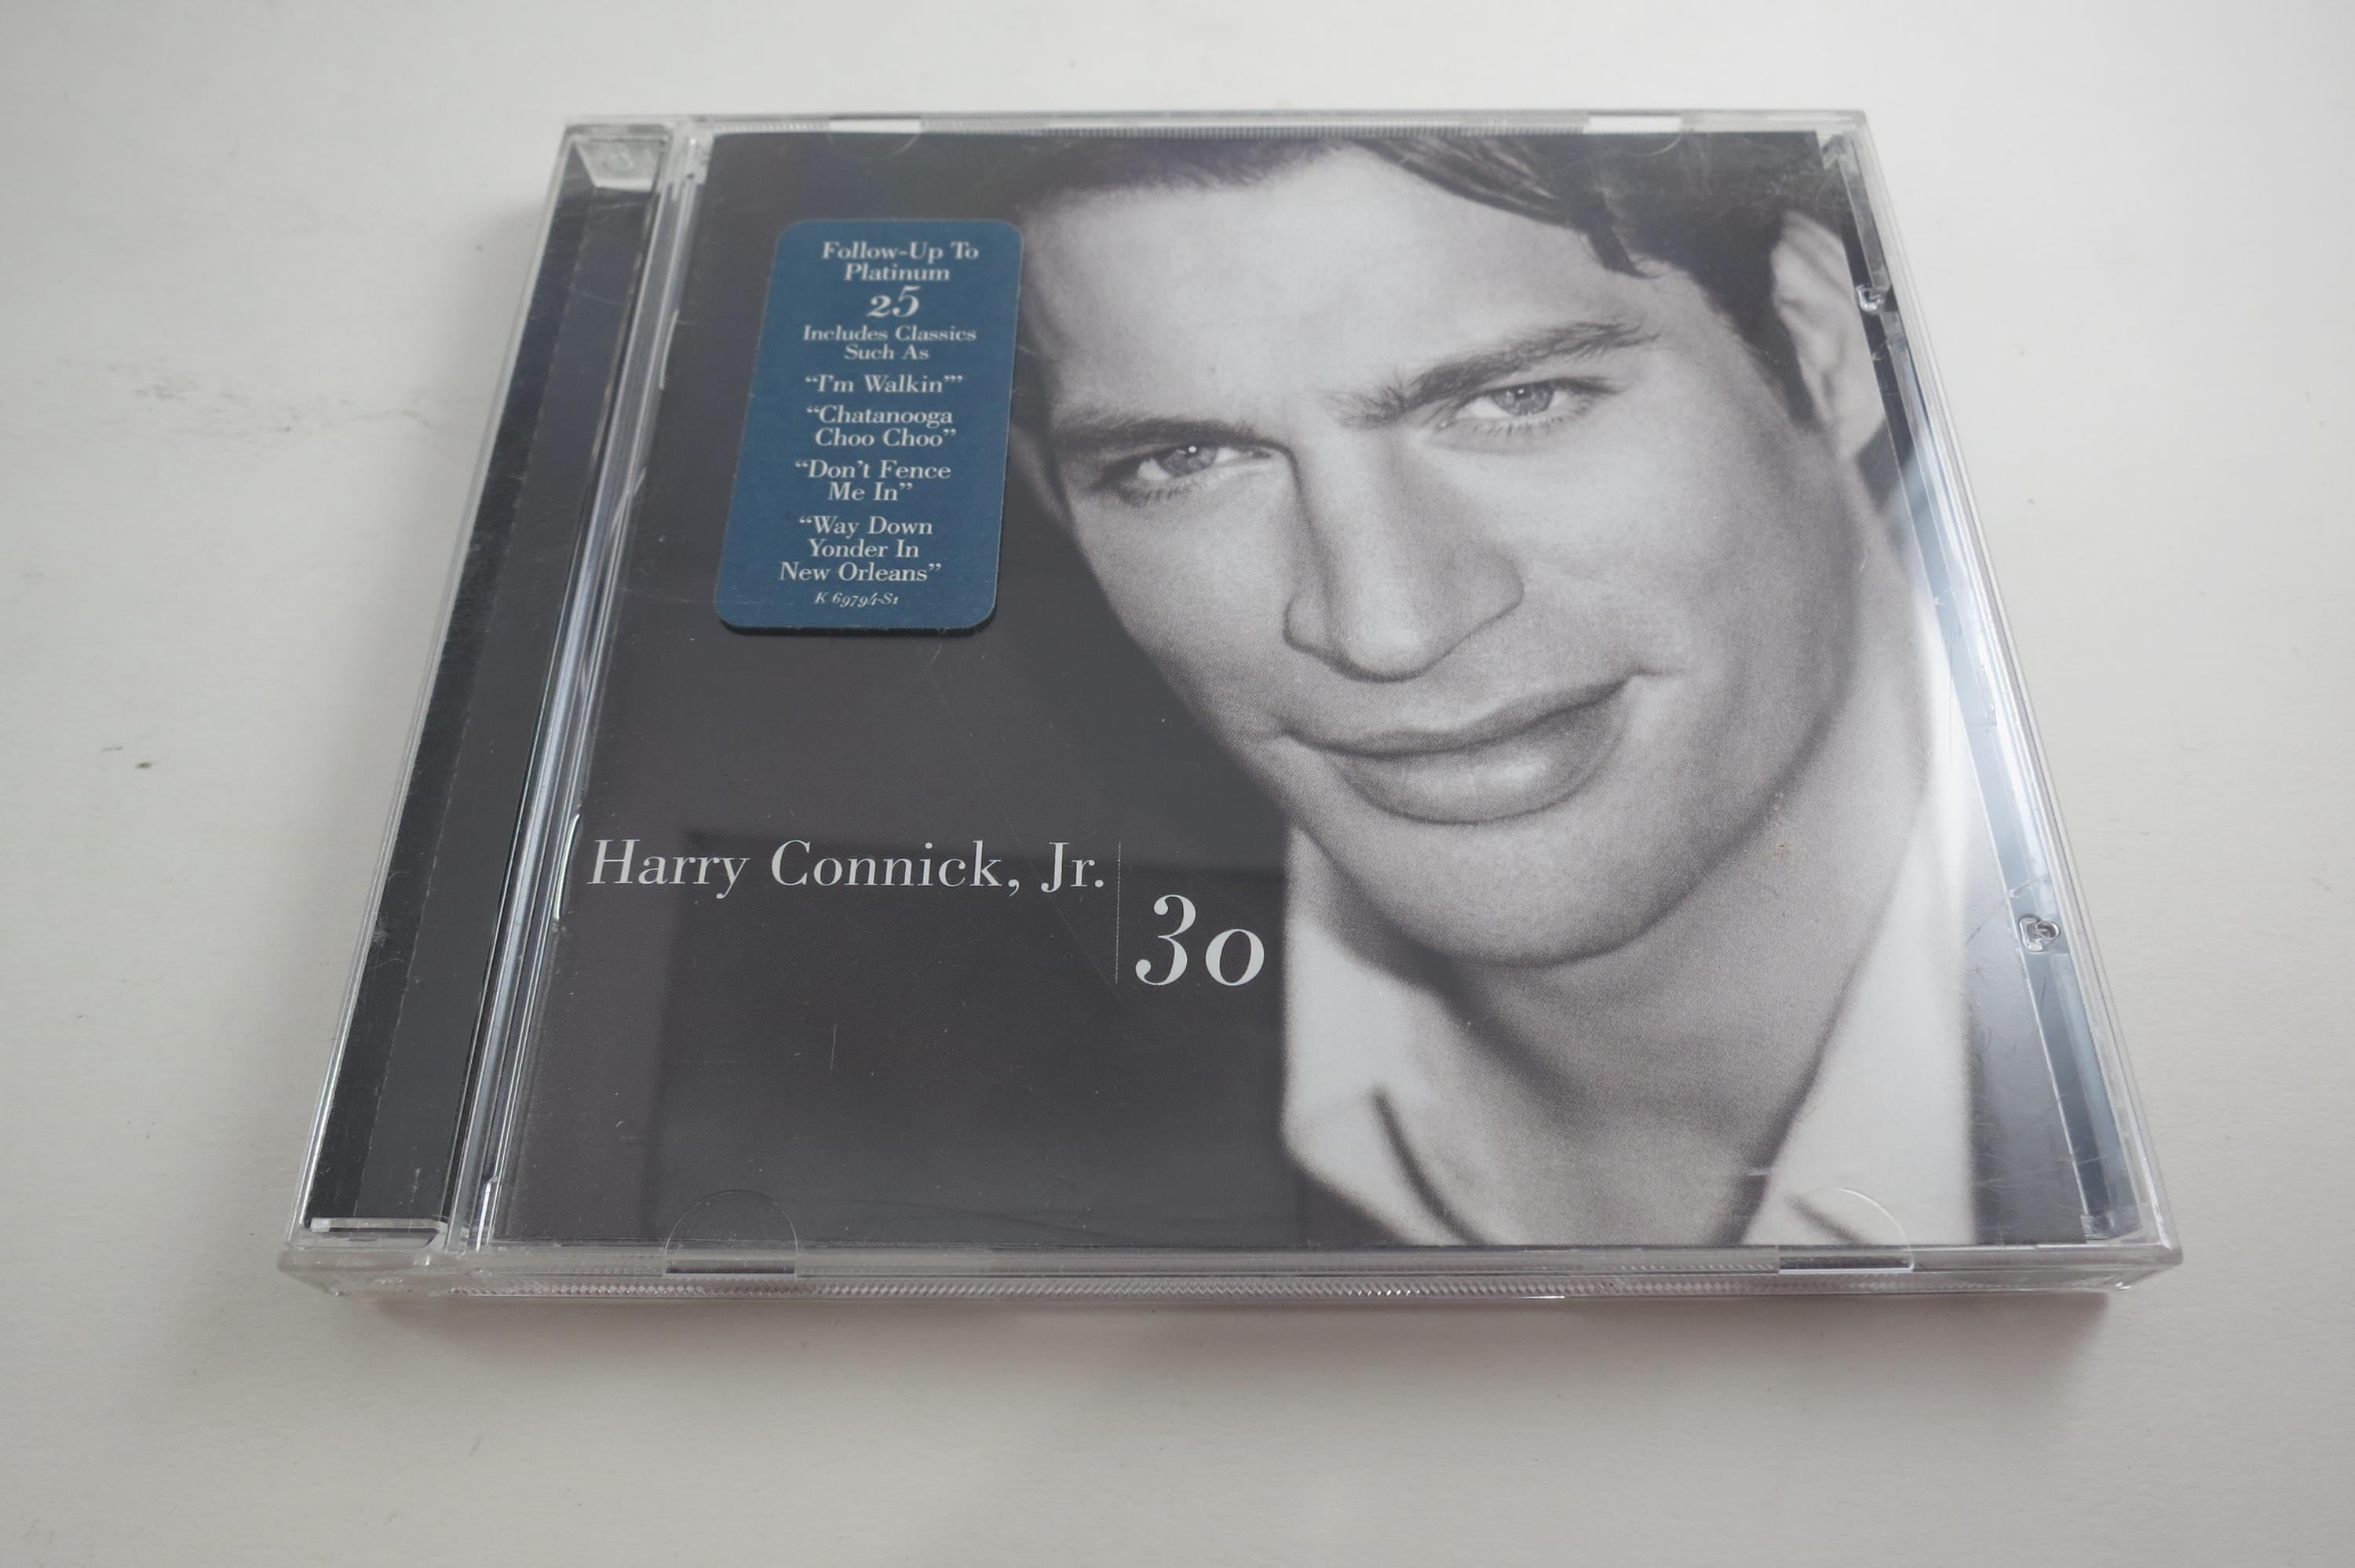 Follow-Up To
Platinum
25
Includes Classics
Such As
“I'm Walkin'”
“Chatanooga
Choo Choo”
“Don't Fence
Me In”
“Way Down
Yonder In
New Orleans”
K 69794-S1
Harry Connick, Jr.
30